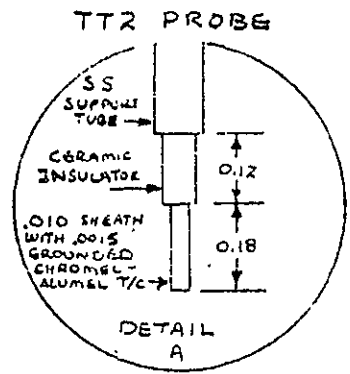 TT2 PROBE
SS
SUPPORT
TUBE
CERAMIC
INSULATOR
0.12
.010 SHEATH
WITH .0015
GROUNDED
CHROMEL-
ALUMEL T/C
0.18
DETAIL
A